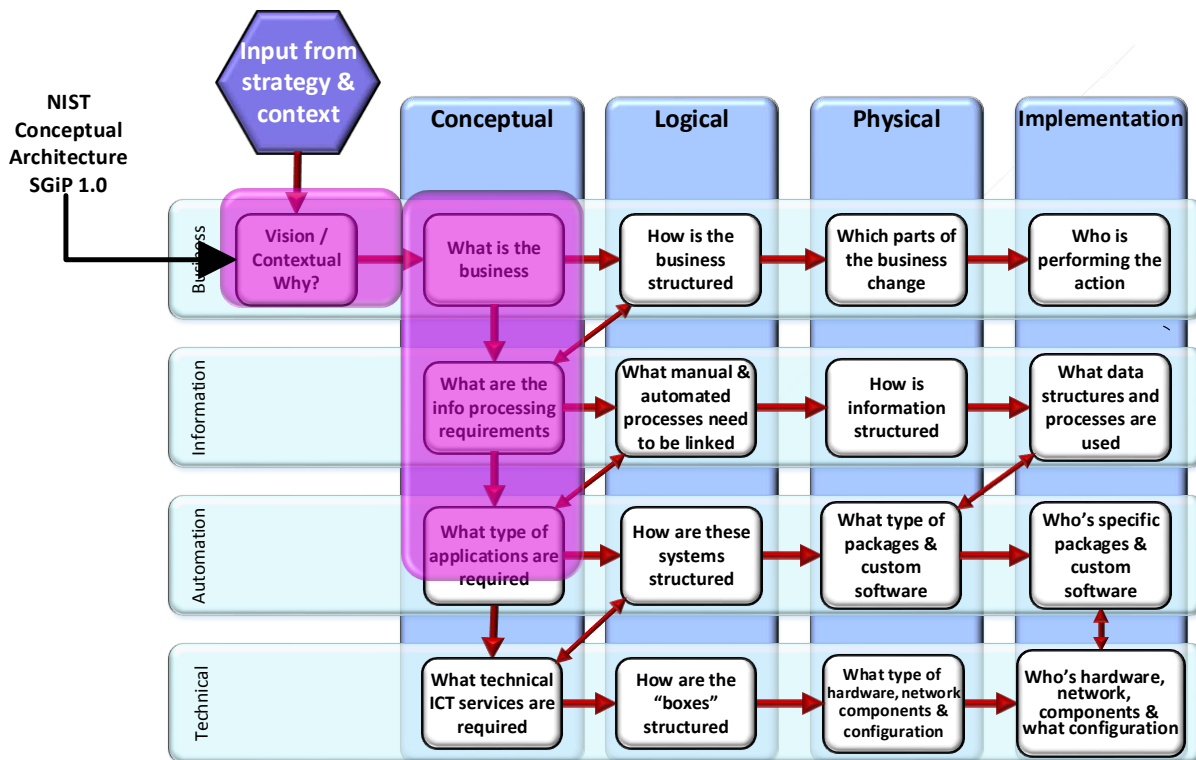 Input from
strategy &
context
NIST
Conceptual
Architecture
SGiP 1.0
Conceptual
Logical
Physical
Implementation
Business
Vision /
Contextual
Why?
What is the
business
How is the
business
structured
Which parts of
the business
change
Who is
performing the
action
Information
What are the
info processing
requirements
What manual &
automated
processes need
to be linked
How is
information
structured
What data
structures and
processes are
used
Automation
What type of
applications are
required
How are these
systems
structured
What type of
packages &
custom
software
Who's specific
packages &
custom
software
Technical
What technical
ICT services are
required
How are the
“boxes”
structured
What type of
hardware, network
components &
configuration
Who's hardware,
network,
components &
what configuration